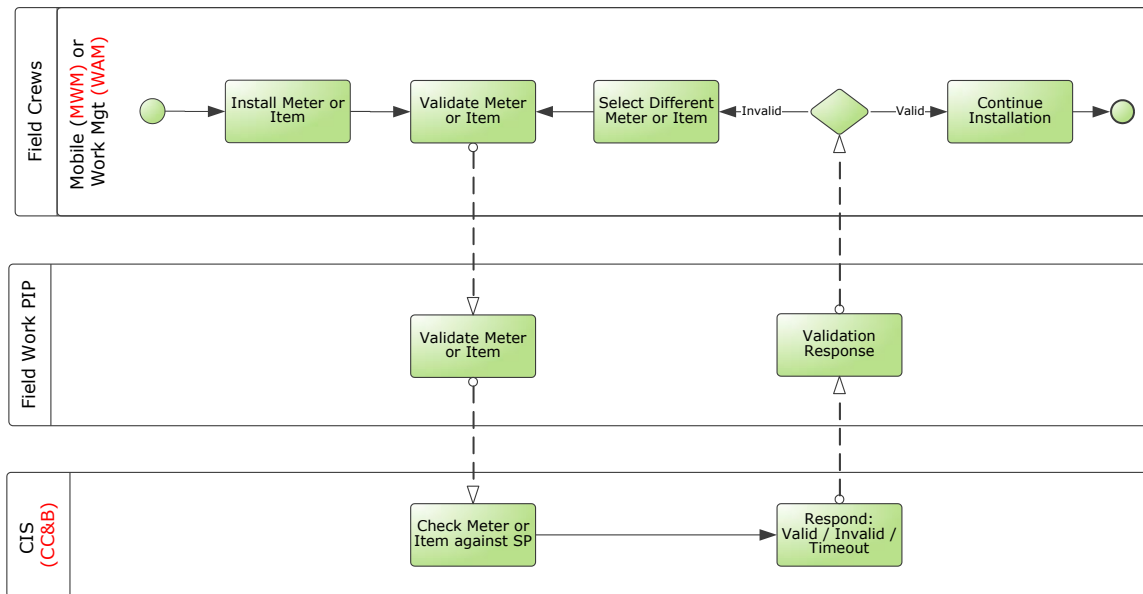 Field Crews
Mobile (MWM) or
Work Mgt (WAM)
Install Meter or
Item
Validate Meter
or Item
Select Different
Meter or Item
Invalid
Valid
Continue
Installation
Field Work PIP
Validate Meter
or Item
Validation
Response
CIS
(CC&B)
Check Meter or
Item against SP
Respond:
Valid / Invalid /
Timeout